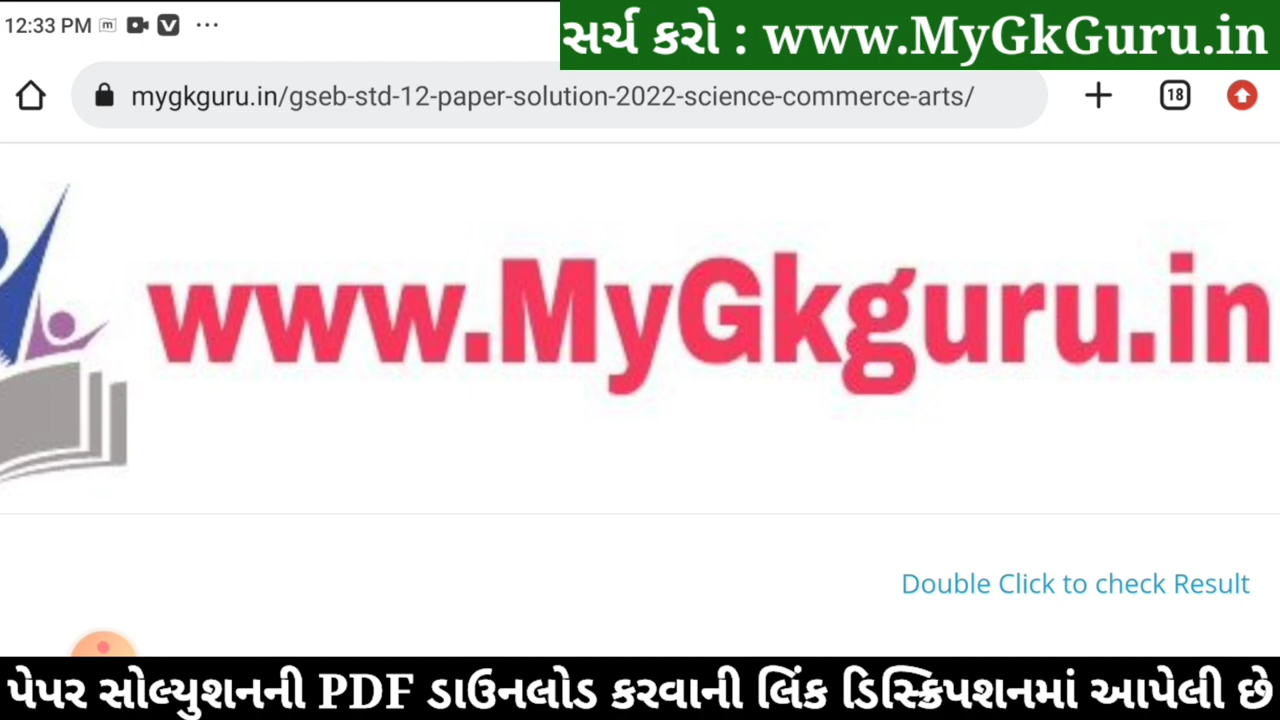 12:33 PM
સર્ચ કરો : www.MyGkGuru.in
mygkguru.in/gseb-std-12-paper-solution-2022-science-commerce-arts/
18
www.MyGkguru.in
Double Click to check Result
પેપર સોલ્યુશનની PDF ડાઉનલોડ કરવાની લિંક ડિસ્ક્રિપશનમાં આપેલી છે